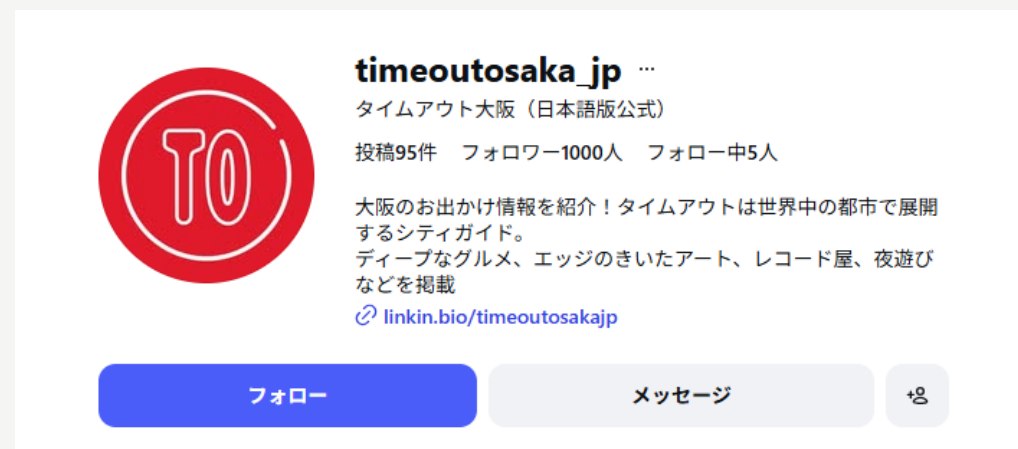 TO
timeoutosaka_jp ...
タイムアウト大阪（日本語版公式）
投稿95件 フォロワー1000人 フォロー中5人
大阪のお出かけ情報を紹介！タイムアウトは世界中の都市で展開
するシティガイド。
ディープなグルメ、エッジのきいたアート、レコード屋、夜遊び
などを掲載
linkin.bio/timeoutosakajp
フォロー メッセージ